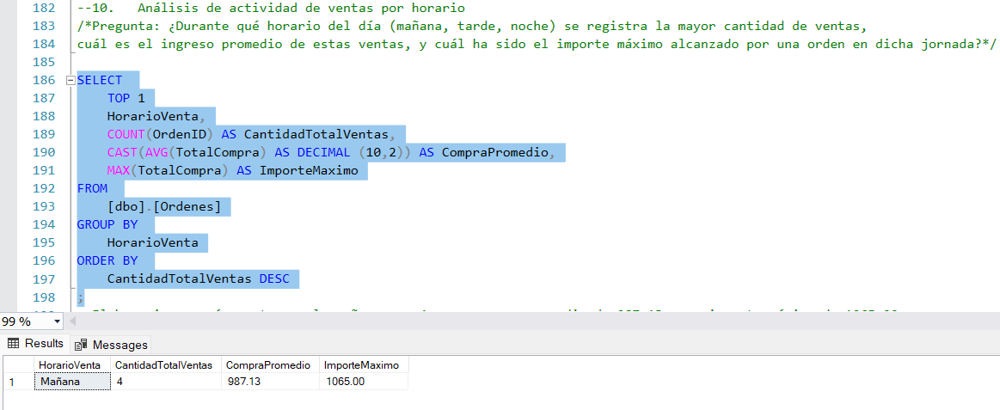 182 --10.   Análisis de actividad de ventas por horario
183 /*Pregunta: ¿Durante qué horario del día (mañana, tarde, noche) se registra la mayor cantidad de ventas,
184 cuál es el ingreso promedio de estas ventas, y cuál ha sido el importe máximo alcanzado por una orden en dicha jornada?*/
185
186 SELECT
187     TOP 1
188     HorarioVenta,
189     COUNT(OrdenID) AS CantidadTotalVentas,
190     CAST(AVG(TotalCompra) AS DECIMAL (10,2)) AS CompraPromedio,
191     MAX(TotalCompra) AS ImporteMaximo
192 FROM
193     [dbo].[Ordenes]
194 GROUP BY
195     HorarioVenta
196 ORDER BY
197     CantidadTotalVentas DESC
198 ;
99 %
Results Messages
HorarioVenta CantidadTotalVentas CompraPromedio ImporteMaximo
1 Mañana 4 987.13 1065.00